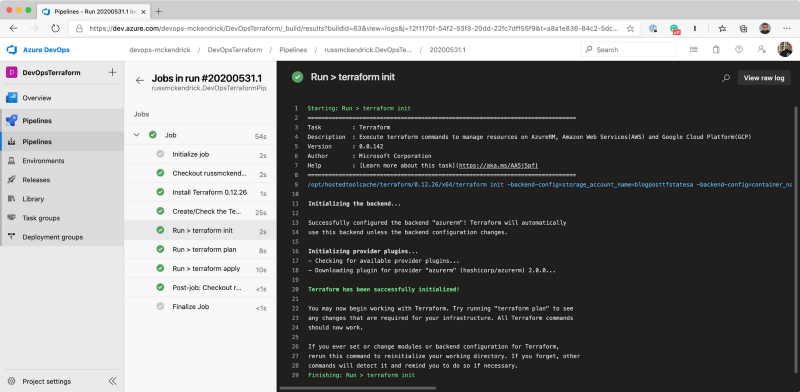 Pipelines - Run 20200531.1 lo
https://dev.azure.com/devops-mckendrick/DevOpsTerraform/_build/results?buildId=63&view=logs&j=12f1170f-54f2-53f3-20dd-22fc7dff55f9&t=a8a1e836-84c2-5dc...
Azure DevOps
devops-mckendrick / DevOpsTerraform / Pipelines / russmckendrick.DevOpsTe... / 20200531.1
Search
D DevOpsTerraform
Overview
Pipelines
Pipelines
Environments
Releases
Library
Task groups
Deployment groups
Project settings
Jobs in run #20200531.1
russmckendrick.DevOpsTerraformPip
Jobs
Job 54s
Initialize job 2s
Checkout russmckend... 2s
Install Terraform 0.12.26 1s
Create/Check the Te... 25s
Run > terraform init 2s
Run > terraform plan 8s
Run > terraform apply 10s
Post-job: Checkout r... <1s
Finalize Job <1s
Run > terraform init
View raw log
1 Starting: Run > terraform init
2 ==============================================================================
3 Task : Terraform
4 Description : Execute terraform commands to manage resources on AzureRM, Amazon Web Services(AWS) and Google Cloud Platform(GCP)
5 Version : 0.0.142
6 Author : Microsoft Corporation
7 Help : [Learn more about this task](https://aka.ms/AA5j5pf)
8 ==============================================================================
9 /opt/hostedtoolcache/terraform/0.12.26/x64/terraform init -backend-config=storage_account_name=blogposttfstatesa -backend-config=container_na
10
11 Initializing the backend...
12
13 Successfully configured the backend "azurerm"! Terraform will automatically
14 use this backend unless the backend configuration changes.
15
16 Initializing provider plugins...
17 - Checking for available provider plugins...
18 - Downloading plugin for provider "azurerm" (hashicorp/azurerm) 2.0.0...
19
20 Terraform has been successfully initialized!
21
22 You may now begin working with Terraform. Try running "terraform plan" to see
23 any changes that are required for your infrastructure. All Terraform commands
24 should now work.
25
26 If you ever set or change modules or backend configuration for Terraform,
27 rerun this command to reinitialize your working directory. If you forget, other
28 commands will detect it and remind you to do so if necessary.
29 Finishing: Run > terraform init